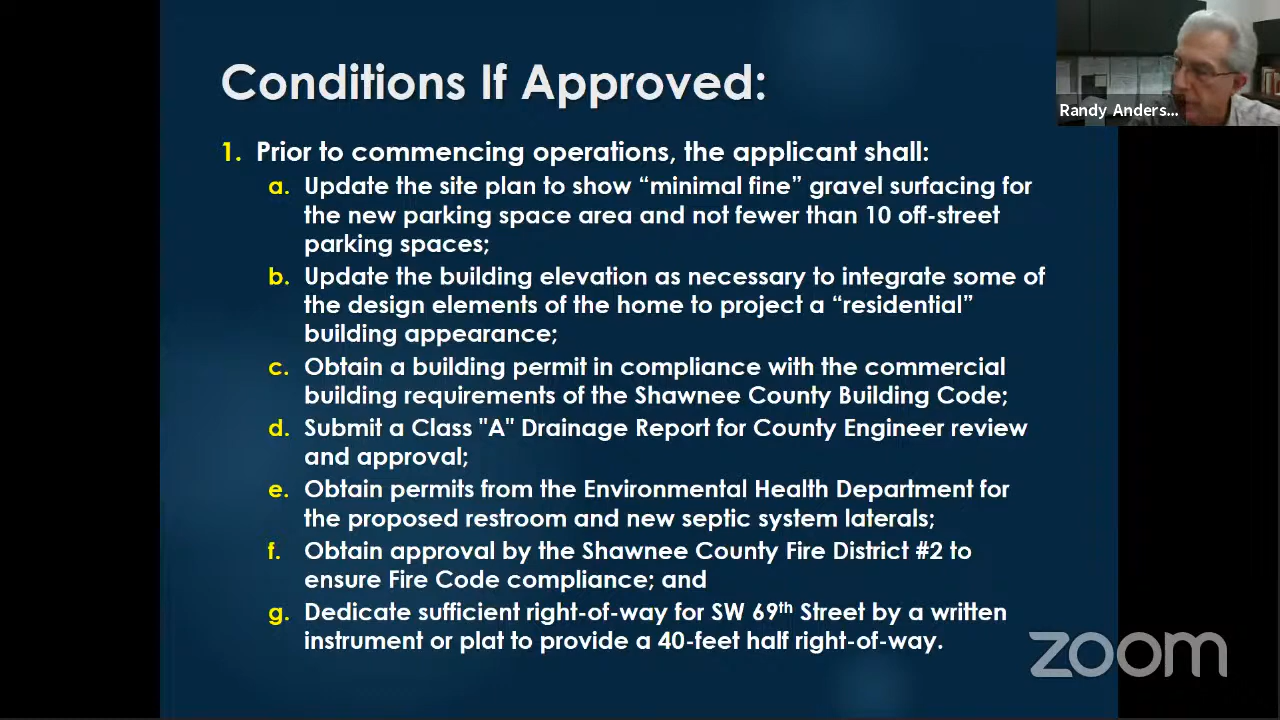 Conditions If Approved:
Randy Anders...
1. Prior to commencing operations, the applicant shall:
a. Update the site plan to show “minimal fine” gravel surfacing for
the new parking space area and not fewer than 10 off-street
parking spaces;
b. Update the building elevation as necessary to integrate some of
the design elements of the home to project a “residential”
building appearance;
c. Obtain a building permit in compliance with the commercial
building requirements of the Shawnee County Building Code;
d. Submit a Class "A" Drainage Report for County Engineer review
and approval;
e. Obtain permits from the Environmental Health Department for
the proposed restroom and new septic system laterals;
f. Obtain approval by the Shawnee County Fire District #2 to
ensure Fire Code compliance; and
g. Dedicate sufficient right-of-way for SW 69th Street by a written
instrument or plat to provide a 40-feet half right-of-way.
zoom